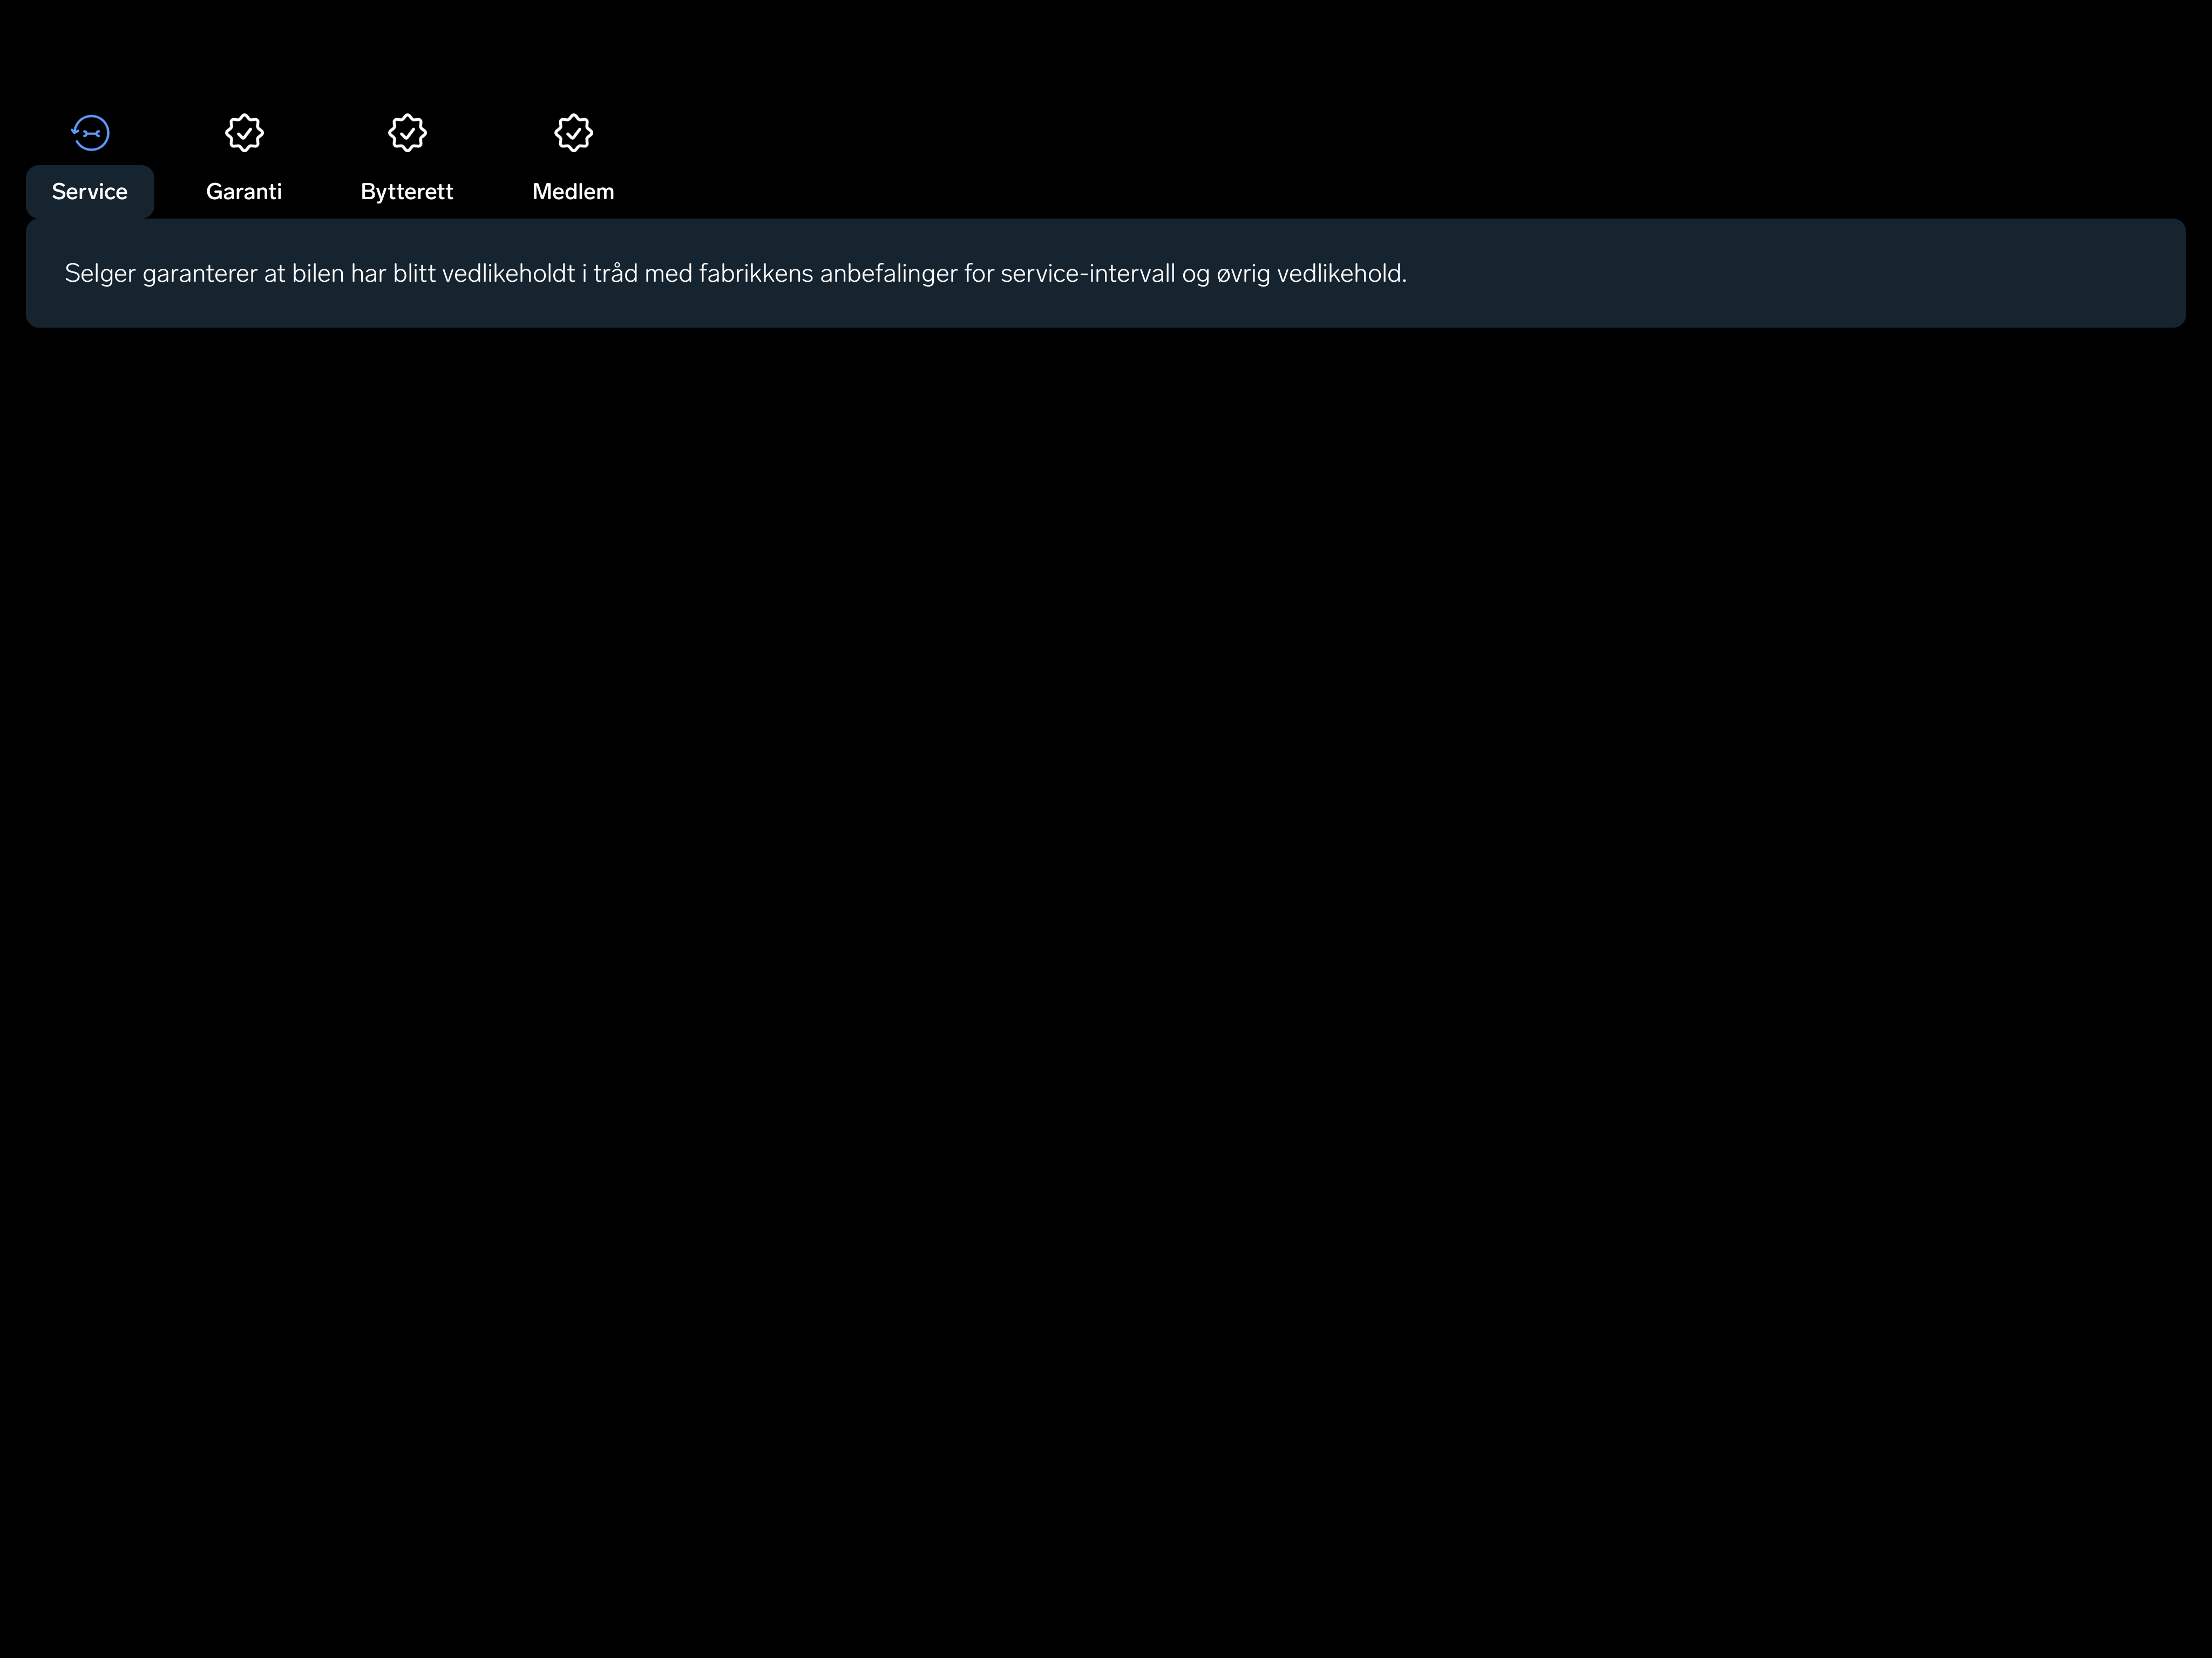 Service Garanti Bytterett Medlem
Selger garanterer at bilen har blitt vedlikeholdt i tråd med fabrikkens anbefalinger for service-intervall og øvrig vedlikehold.